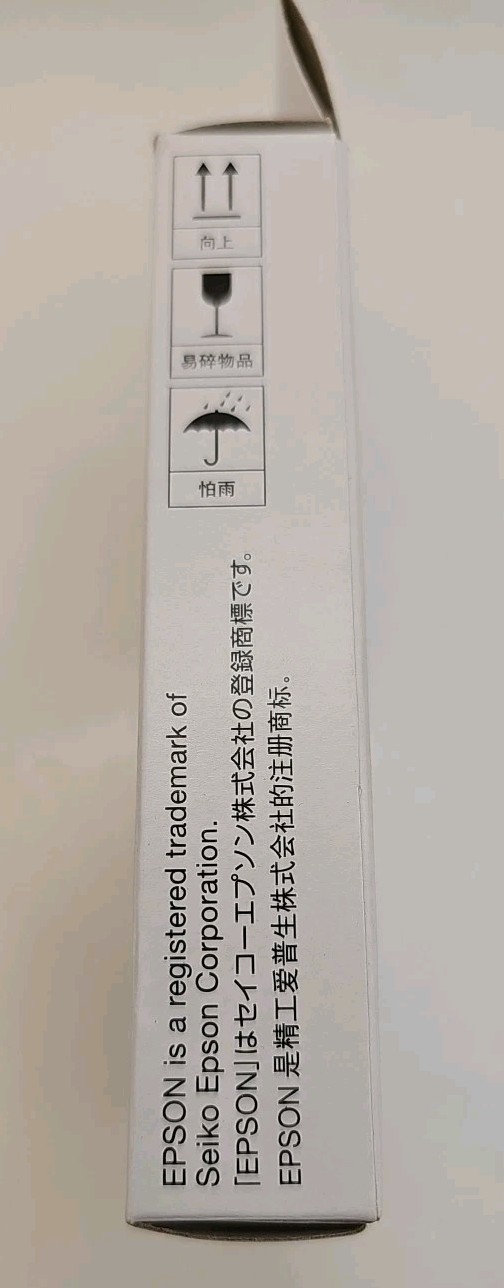 向上
易碎物品
怕雨
EPSON is a registered trademark of
Seiko Epson Corporation.
「EPSON」はセイコーエプソン株式会社の登録商標です。
EPSON 是精工爱普生株式会社的注册商标。